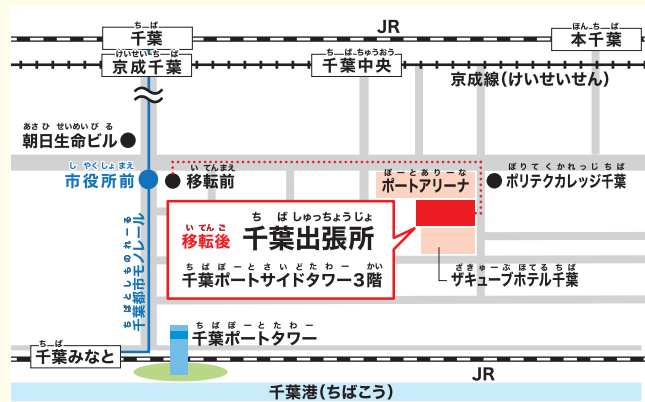 JR
ちば
千葉
ほんちば
本千葉
けいせいちば
京成千葉
ちばちゅうおう
千葉中央
京成線(けいせいせん)
あさひせいめいびる
朝日生命ビル
しやくしょまえ
市役所前
いてんまえ
移転前
ぽーとありーな
ポートアリーナ
ぽりてくかれっじちば
ポリテクカレッジ千葉
いてんご
移転後
ちばしゅっちょうじょ
千葉出張所
ちばぽーとさいどたわー かい
千葉ポートサイドタワー3階
ざきゅーぶほてるちば
ザキューブホテル千葉
ちばとしものれーる
千葉都市モノレール
ちばぽーとたわー
千葉ポートタワー
ちば
千葉みなと
JR
千葉港(ちばこう)